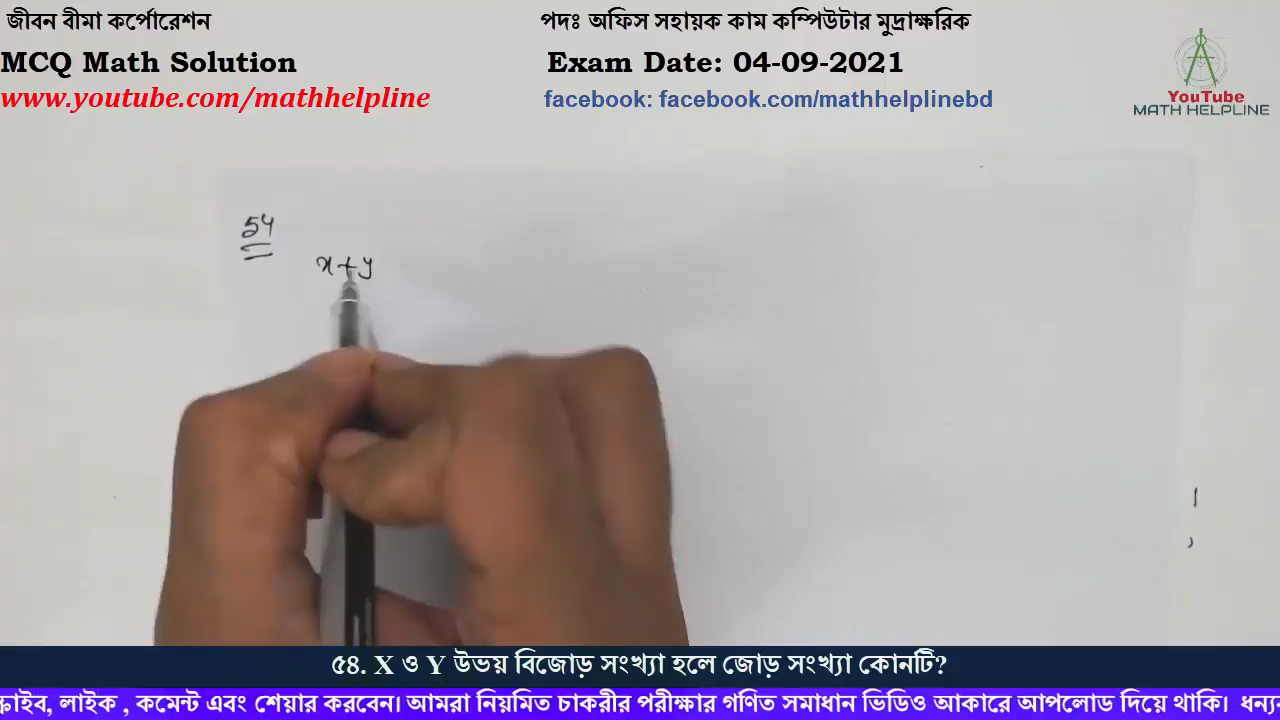 জীবন বীমা কর্পোরেশন
পদঃ অফিস সহায়ক কাম কম্পিউটার মুদ্রাক্ষরিক
MCQ Math Solution
Exam Date: 04-09-2021
www.youtube.com/mathhelpline
facebook: facebook.com/mathhelplinebd
YouTube
MATH HELPLINE
x+y
৫৪. X ও Y উভয় বিজোড় সংখ্যা হলে জোড় সংখ্যা কোনটি?
লাইক , কমেন্ট এবং শেয়ার করবেন। আমরা নিয়মিত চাকরীর পরীক্ষার গণিত সমাধান ভিডিও আকারে আপলোড দিয়ে থাকি।